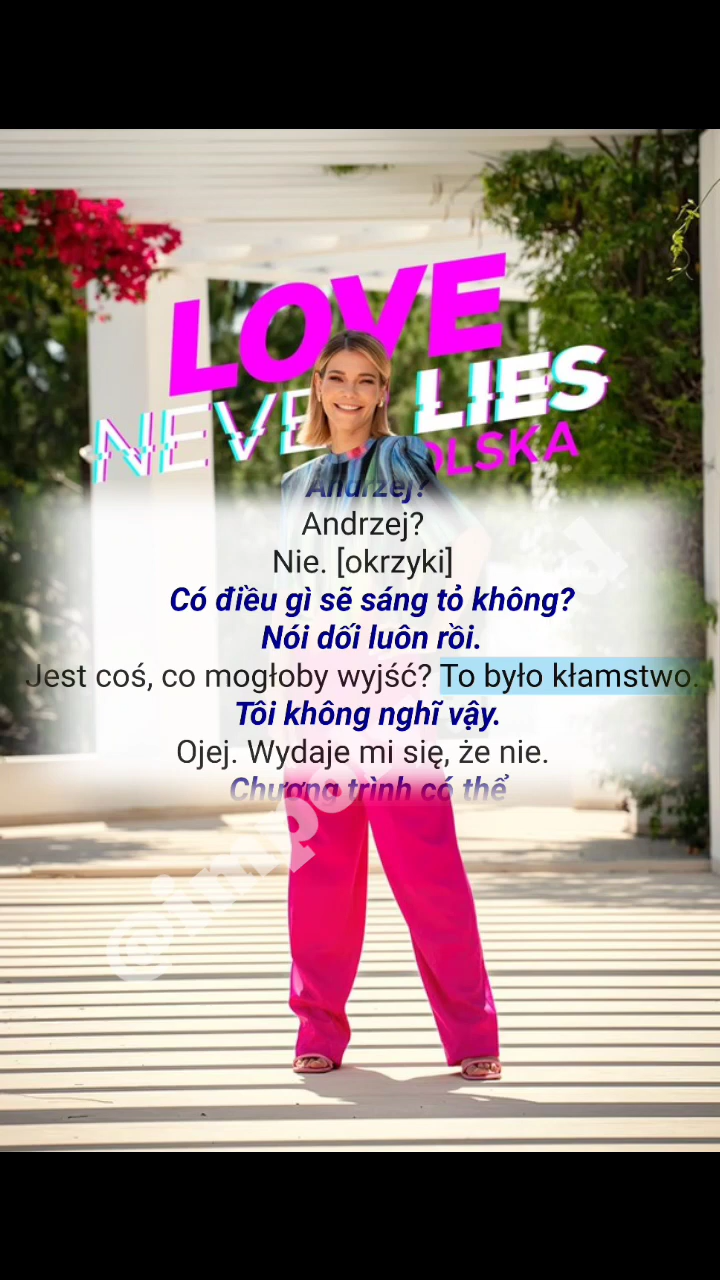 LOVE
LIES
Andrzej?
Andrzej?
Nie. [okrzyki]
Có điều gì sẽ sáng tỏ không?
Nói dối luôn rồi.
Jest coś, co mogłoby wyjść? To było kłamstwo.
Tôi không nghĩ vậy.
Ojej. Wydaje mi się, że nie.
Chương trình có thể